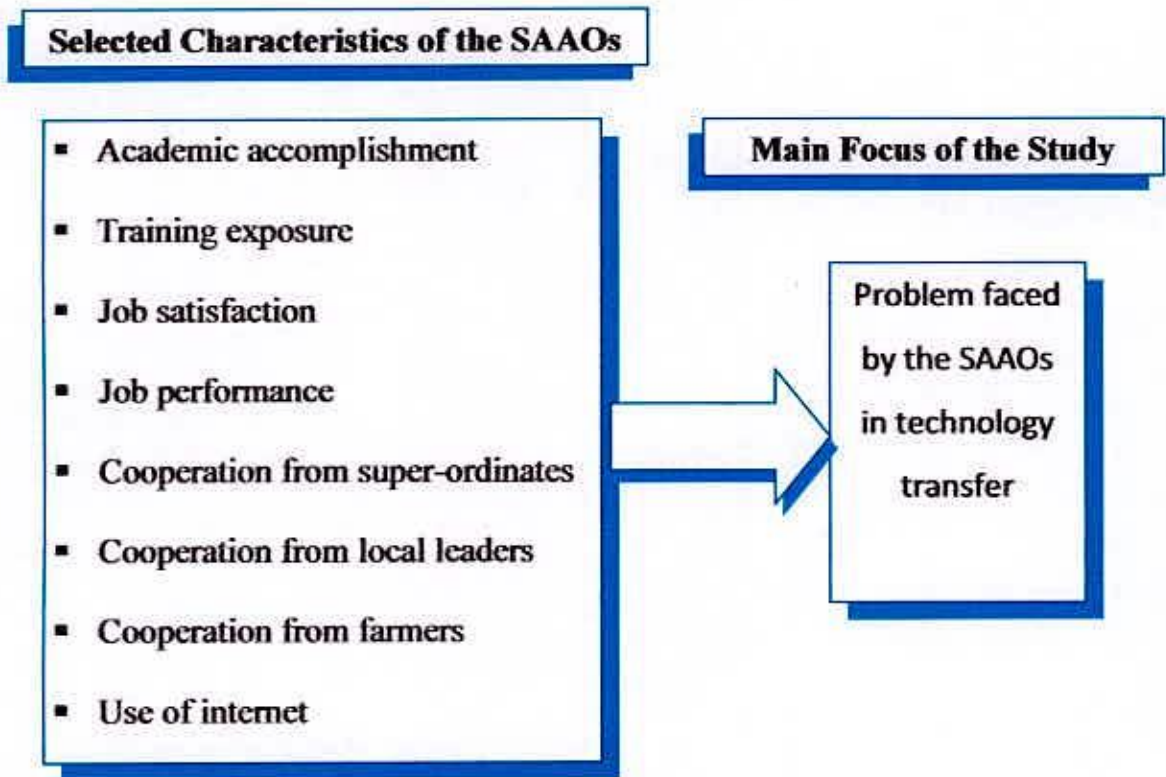 Selected Characteristics of the SAAOs
▪ Academic accomplishment
▪ Training exposure
▪ Job satisfaction
▪ Job performance
▪ Cooperation from super-ordinates
▪ Cooperation from local leaders
▪ Cooperation from farmers
▪ Use of internet
Main Focus of the Study
Problem faced
by the SAAOs
in technology
transfer